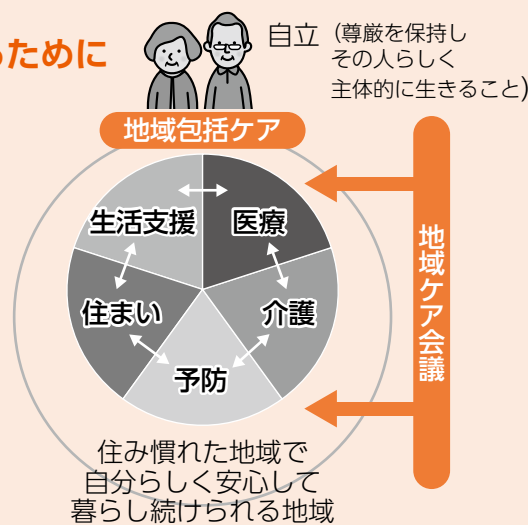 ために
自立(尊厳を保持し
その人らしく
主体的に生きること)
地域包括ケア
生活支援
医療
住まい
介護
予防
地域ケア会議
住み慣れた地域で
自分らしく安心して
暮らし続けられる地域